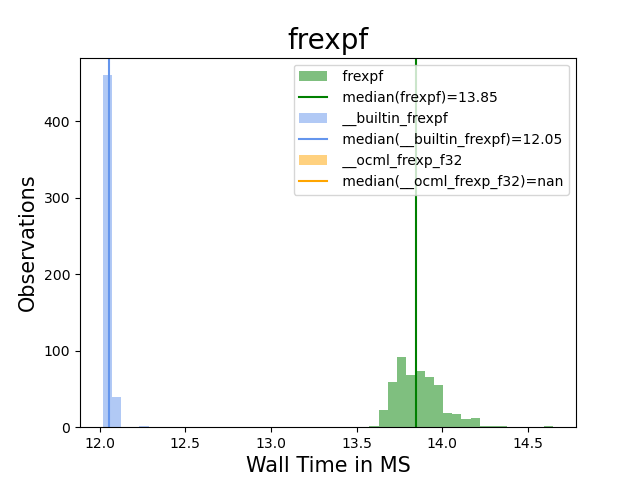 frexpf
frexpf
median(frexpf)=13.85
__builtin_frexpf
median(__builtin_frexpf)=12.05
__ocml_frexp_f32
median(__ocml_frexp_f32)=nan
Observations
400
300
200
100
0
12.0 12.5 13.0 13.5 14.0 14.5
Wall Time in MS